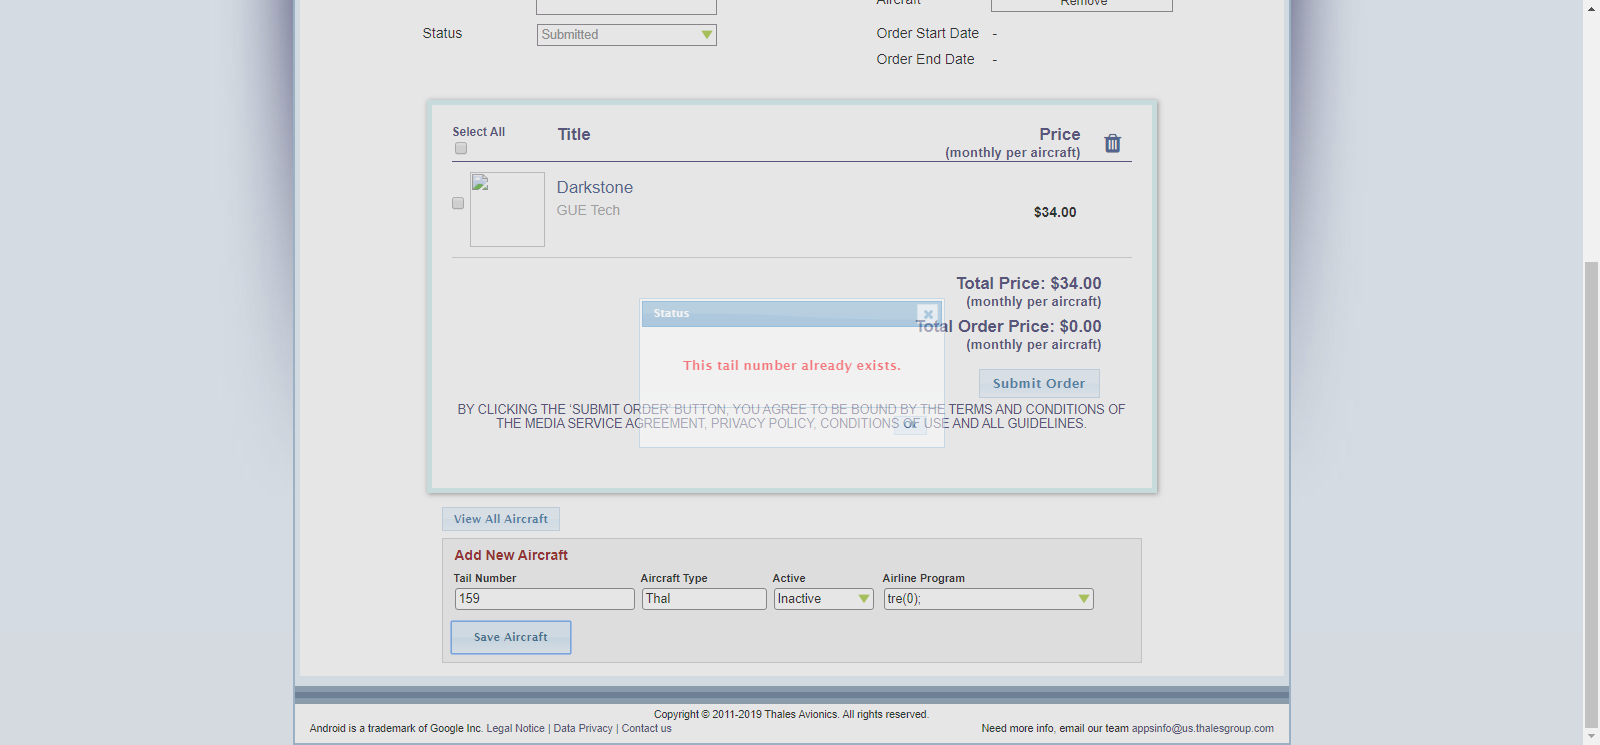 Aircraft
Remove
Status
Submitted
Order Start Date -
Order End Date -
Select All
Title
Price
(monthly per aircraft)
Darkstone
GUE Tech
$34.00
Total Price: $34.00
(monthly per aircraft)
Status
Total Order Price: $0.00
(monthly per aircraft)
This tail number already exists.
Submit Order
BY CLICKING THE 'SUBMIT ORDER' BUTTON, YOU AGREE TO BE BOUND BY THE TERMS AND CONDITIONS OF
THE MEDIA SERVICE AGREEMENT, PRIVACY POLICY, CONDITIONS OF USE AND ALL GUIDELINES.
Ok
View All Aircraft
Add New Aircraft
Tail Number Aircraft Type Active Airline Program
159 Thal Inactive tre(0);
Save Aircraft
Copyright © 2011-2019 Thales Avionics. All rights reserved.
Android is a trademark of Google Inc. Legal Notice | Data Privacy | Contact us
Need more info, email our team appsinfo@us.thalesgroup.com